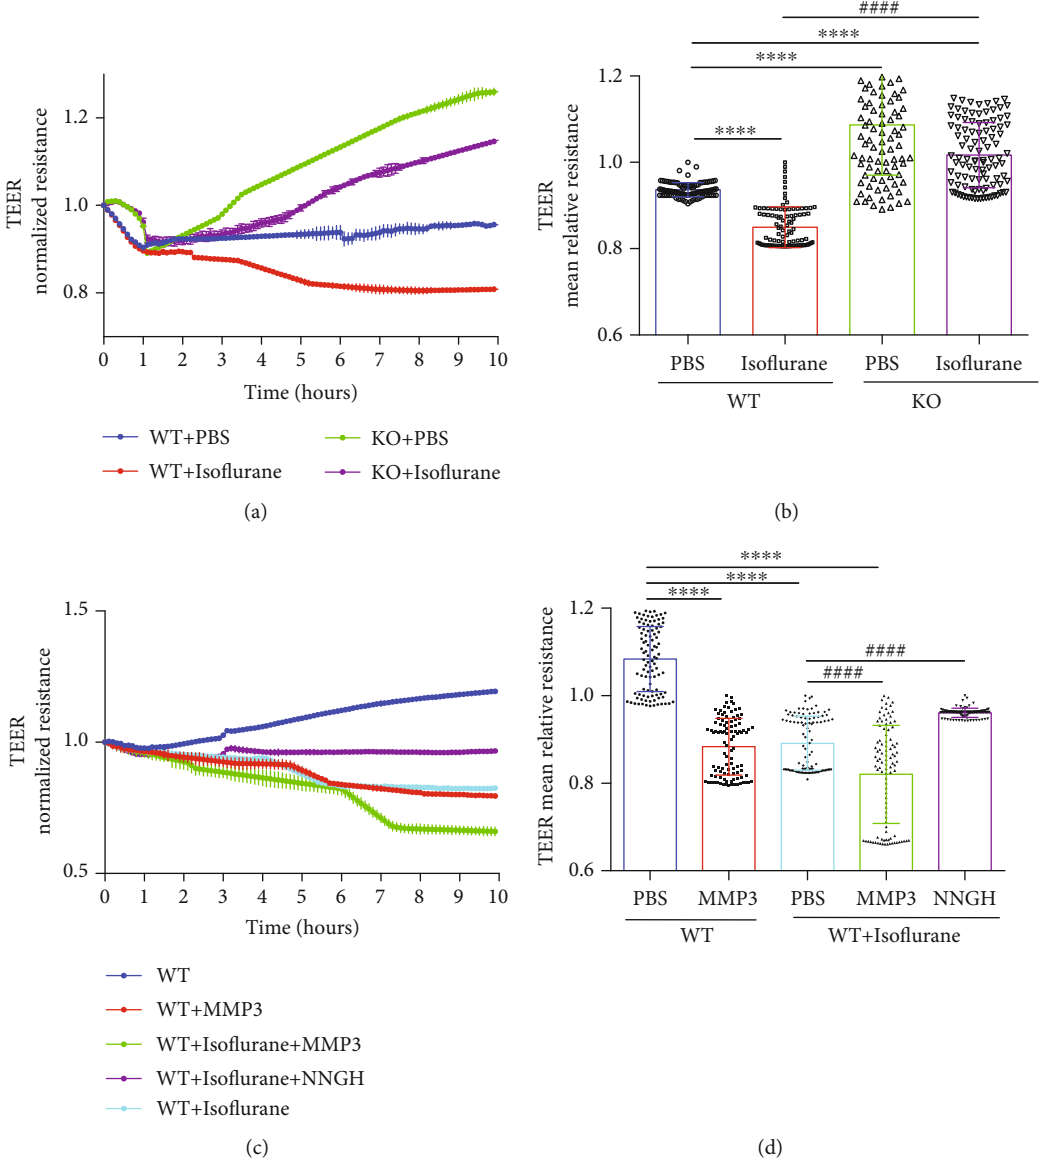 TEER
normalized resistance
1.2
1.0
0.8
0 1 2 3 4 5 6 7 8 9 10
Time (hours)
WT+PBS
KO+PBS
WT+Isoflurane
KO+Isoflurane
(a)
####
****
****
****
TEER
mean relative resistance
1.2
1.0
0.8
0.6
PBS Isoflurane PBS Isoflurane
WT KO
(b)
TEER
normalized resistance
1.5
1.0
0.5
0 1 2 3 4 5 6 7 8 9 10
Time (hours)
WT
WT+MMP3
WT+Isoflurane+MMP3
WT+Isoflurane+NNGH
WT+Isoflurane
(c)
****
****
****
####
####
TEER mean relative resistance
1.2
1.0
0.8
0.6
PBS MMP3 PBS MMP3 NNGH
WT WT+Isoflurane
(d)